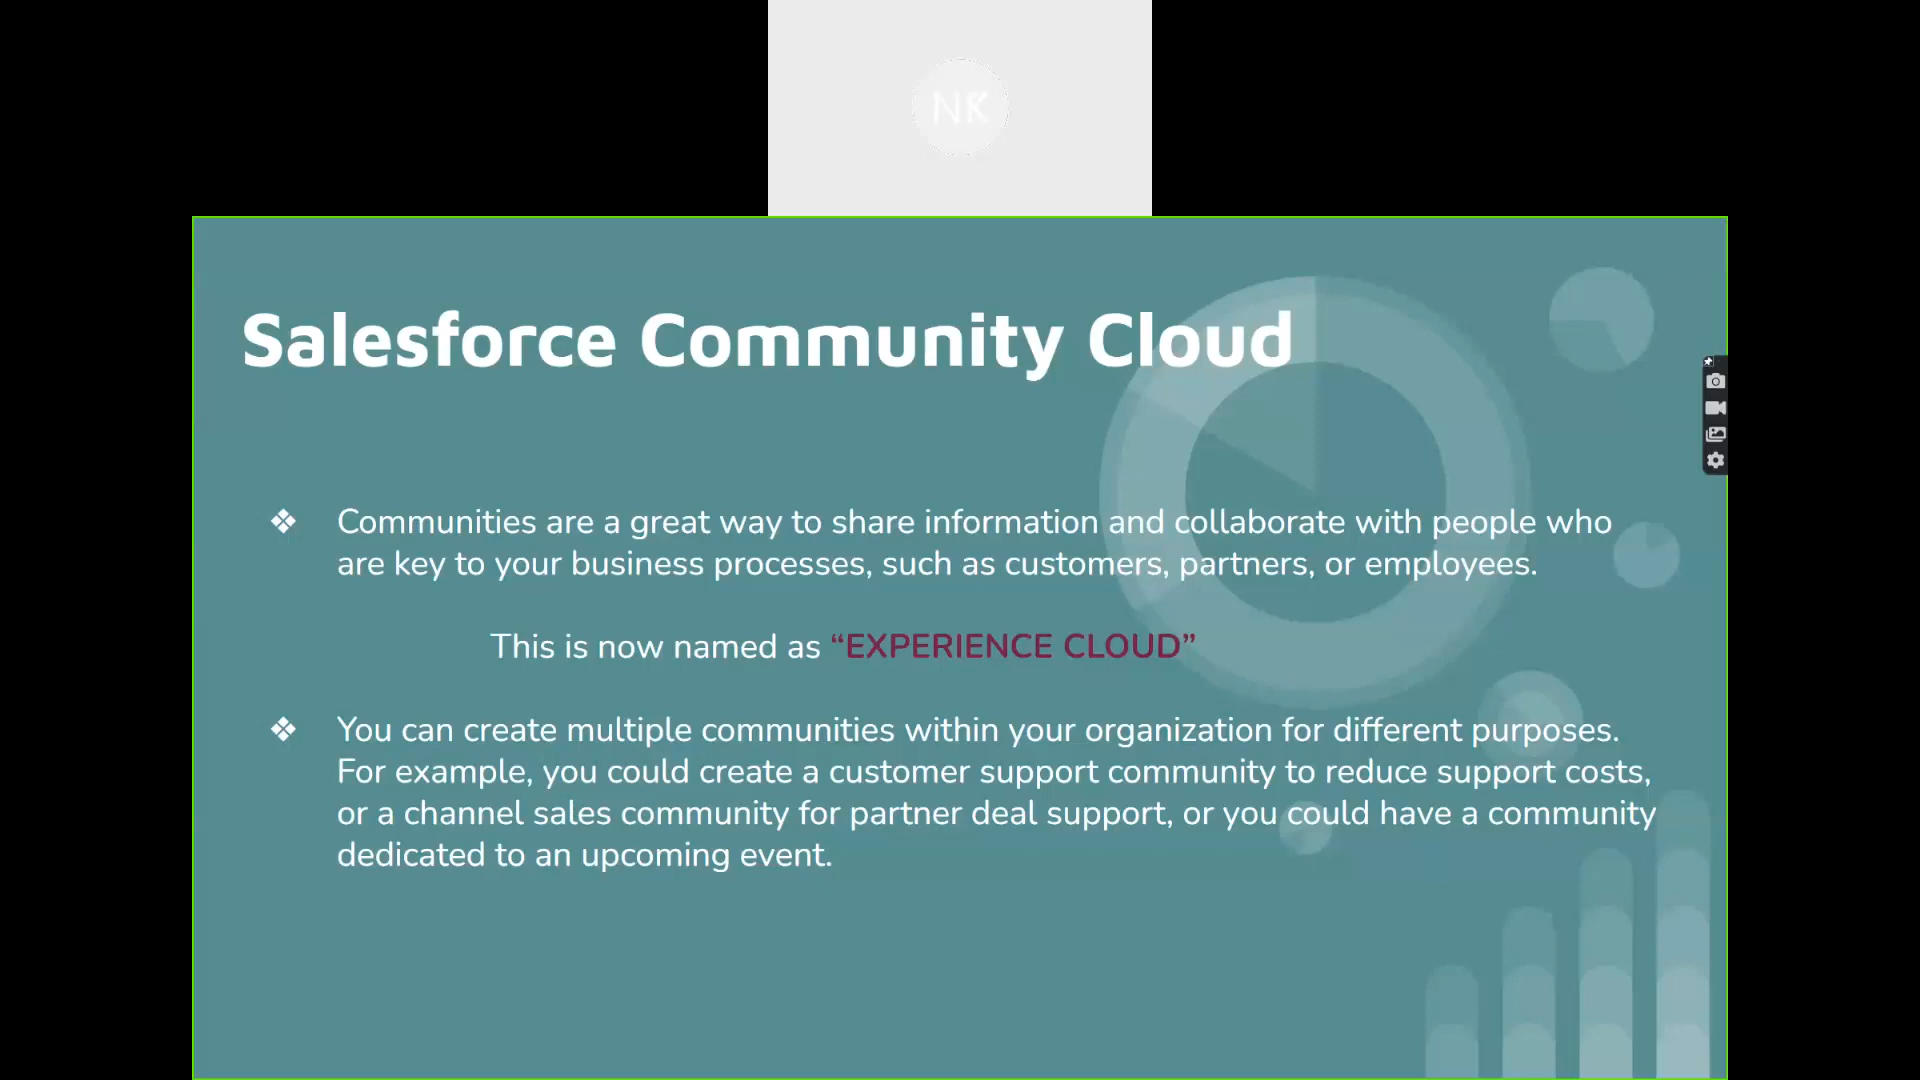 NK
Salesforce Community Cloud
❖ Communities are a great way to share information and collaborate with people who
are key to your business processes, such as customers, partners, or employees.
This is now named as “EXPERIENCE CLOUD”
❖ You can create multiple communities within your organization for different purposes.
For example, you could create a customer support community to reduce support costs,
or a channel sales community for partner deal support, or you could have a community
dedicated to an upcoming event.